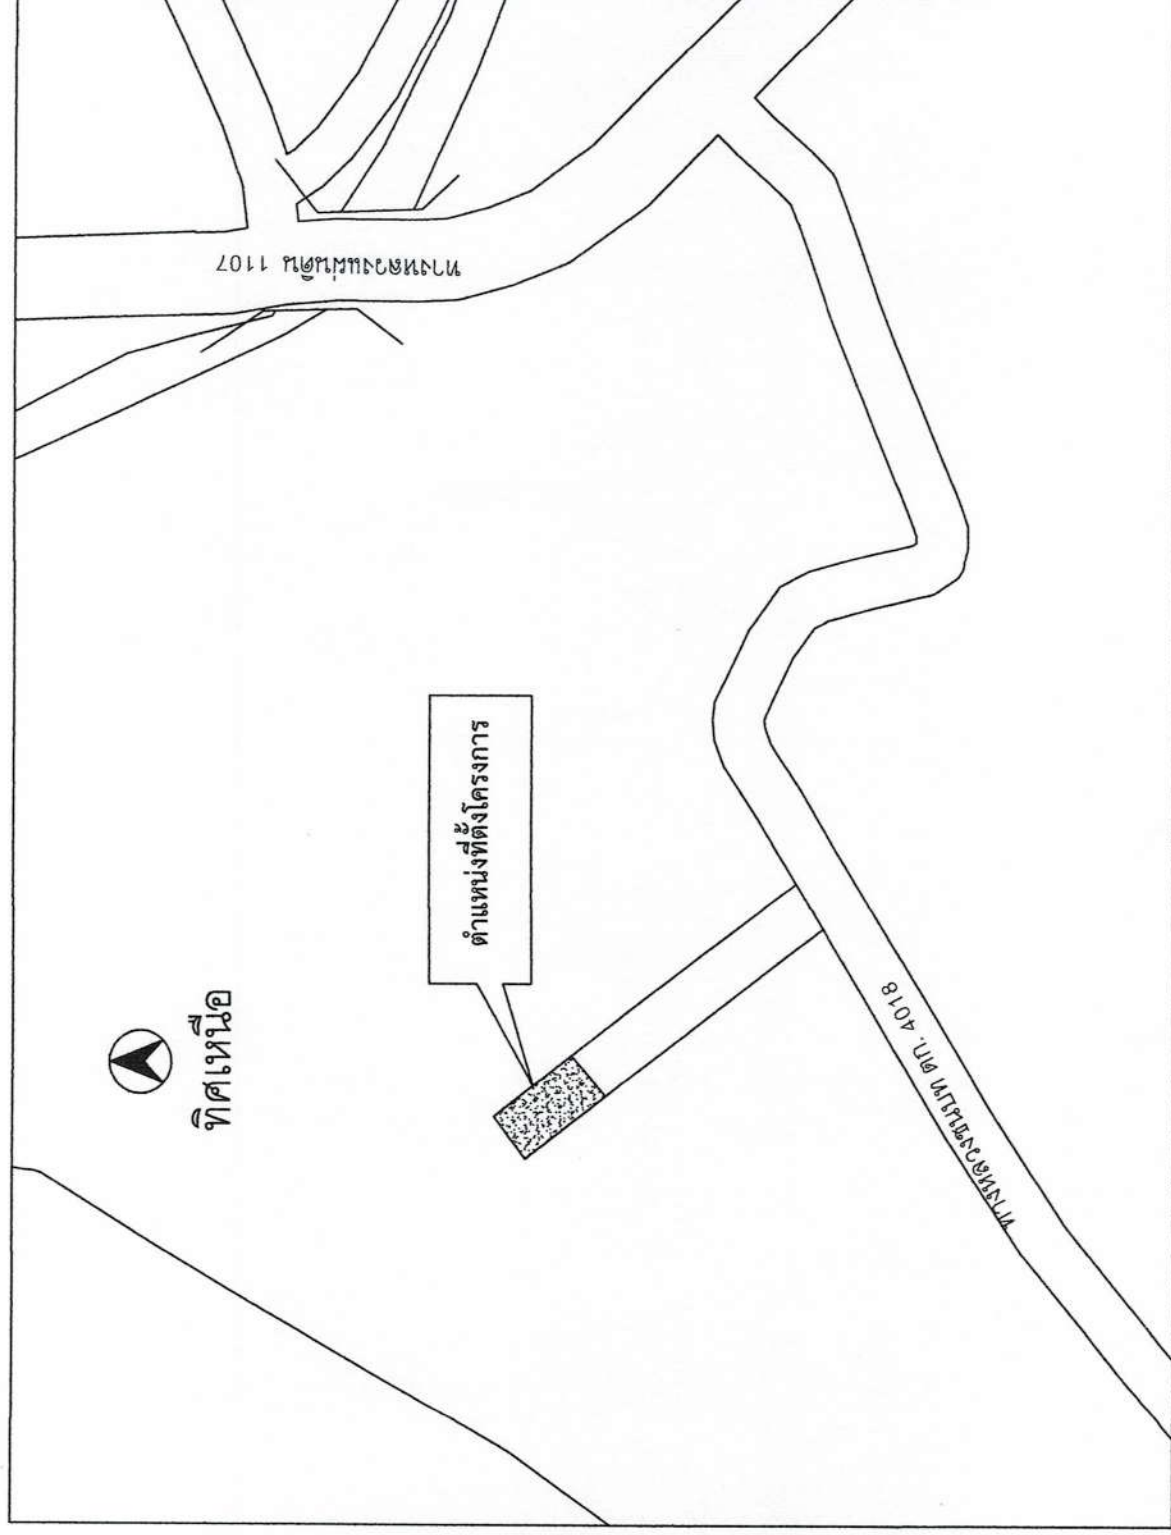 ทางหลวงแผ่นดิน 1107
ตำแหน่งที่ตั้งโครงการ
ทิศเหนือ
ทางหลวงชนบท ตก. 4018